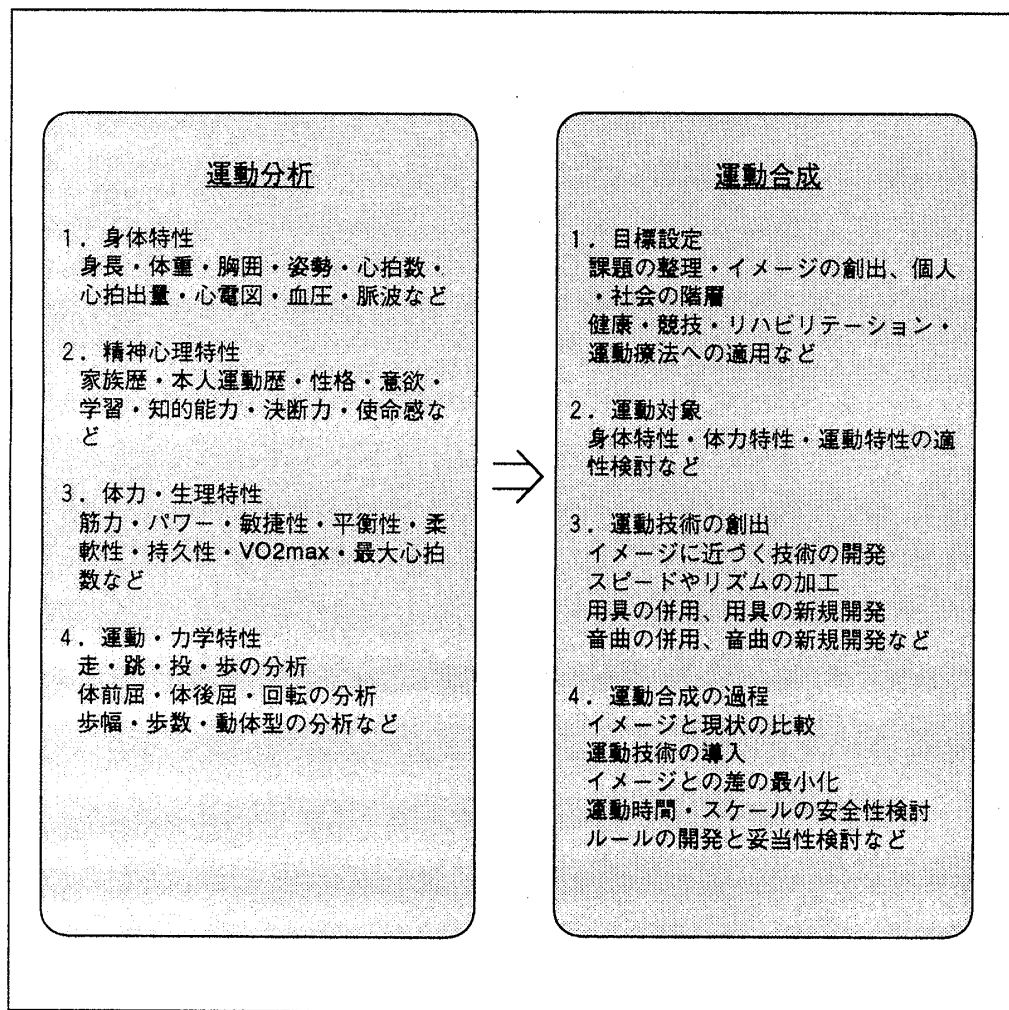 運動分析
1．身体特性
身長・体重・胸囲・姿勢・心拍数・
心拍出量・心電図・血圧・脈波など
2．精神心理特性
家族歴・本人運動歴・性格・意欲・
学習・知的能力・決断力・使命感な
ど
3．体力・生理特性
筋力・パワー・敏捷性・平衡性・柔
軟性・持久性・VO2max・最大心拍
数など
4．運動・力学特性
走・跳・投・歩の分析
体前屈・体後屈・回転の分析
歩幅・歩数・動体型の分析など
⇒
運動合成
1．目標設定
課題の整理・イメージの創出、個人
・社会の階層
健康・競技・リハビリテーション・
運動療法への適用など
2．運動対象
身体特性・体力特性・運動特性の適
性検討など
3．運動技術の創出
イメージに近づく技術の開発
スピードやリズムの加工
用具の併用、用具の新規開発
音曲の併用、音曲の新規開発など
4．運動合成の過程
イメージと現状の比較
運動技術の導入
イメージとの差の最小化
運動時間・スケールの安全性検討
ルールの開発と妥当性検討など